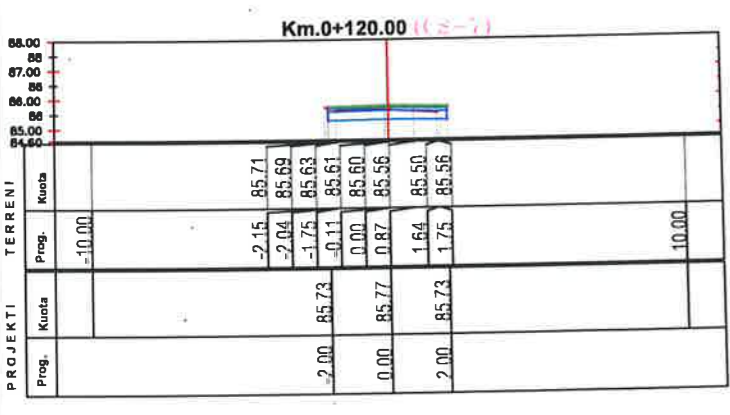 Km.0+120.00
88.00
88
87.00
86
86.00
86
85.00
84.50
TERRENI
Kuota
85.71 85.69 85.63 85.61 85.60 85.56 85.50 85.56
Prog.
-10.00 -2.15 -2.04 -1.75 -0.11 0.00 0.87 1.64 1.75 10.00
PROJEKTI
Kuota
85.73 85.77 85.73
Prog.
-2.00 0.00 2.00